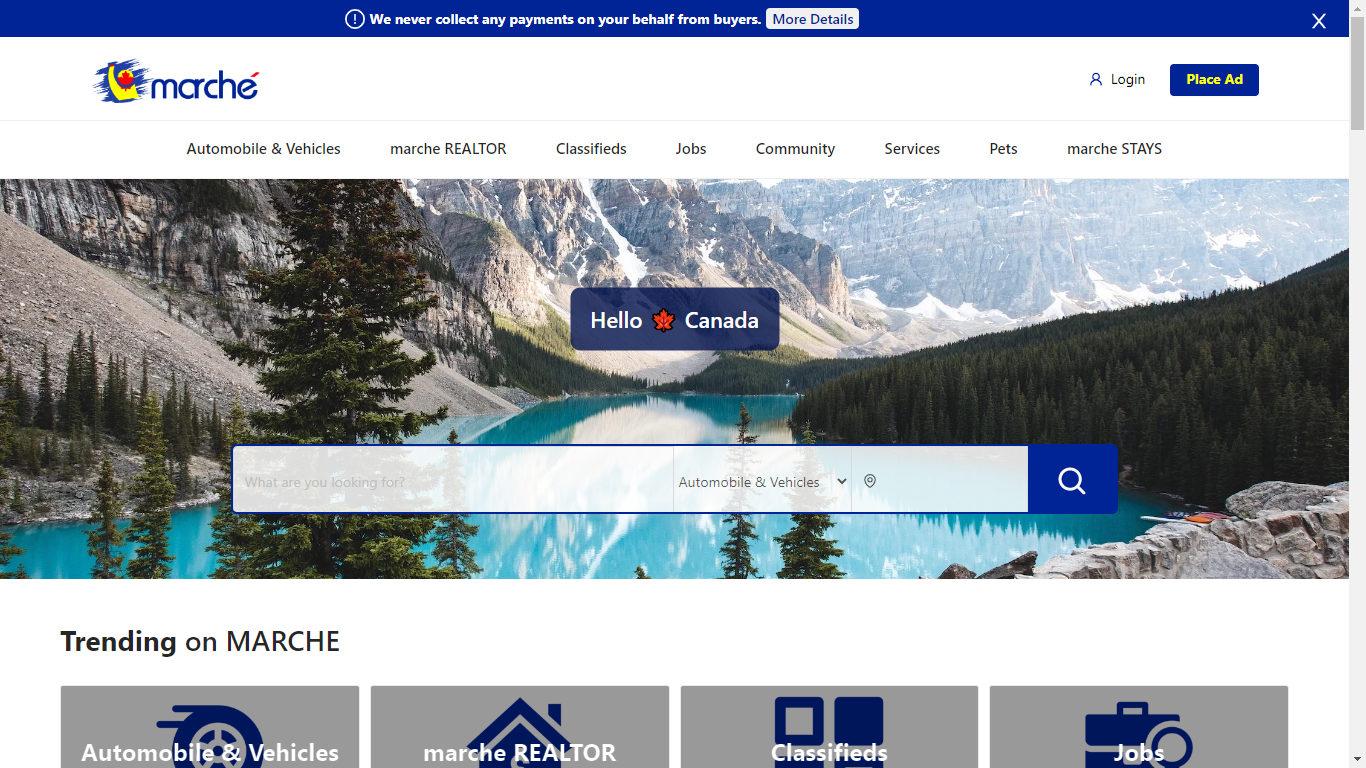 We never collect any payments on your behalf from buyers. More Details X
marché
Login Place Ad
Automobile & Vehicles marche REALTOR Classifieds Jobs Community Services Pets marche STAYS
Hello Canada
What are you looking for? Automobile & Vehicles
Trending on MARCHE
Automobile & Vehicles marche REALTOR Classifieds Jobs